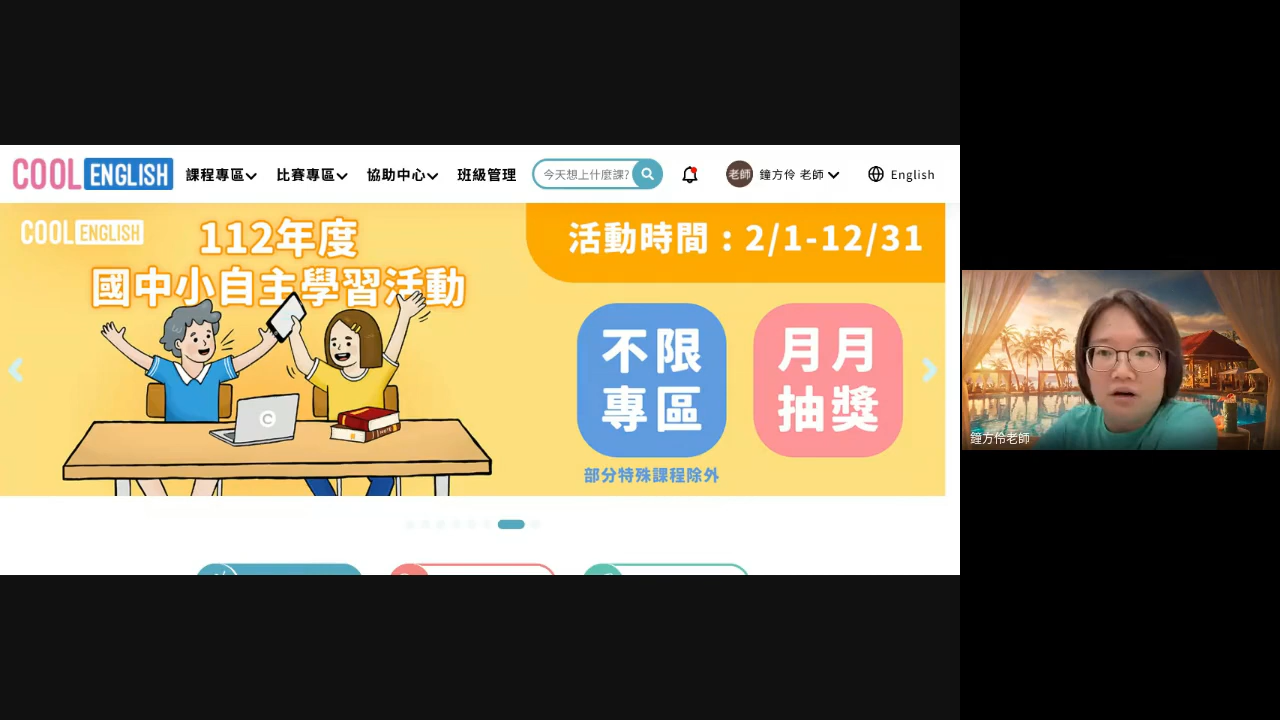 COOL ENGLISH
課程專區
比賽專區
協助中心
班級管理
今天想上什麼課?
老師
鐘方伶 老師
English
COOL ENGLISH
112年度
國中小自主學習活動
活動時間：2/1-12/31
不限
專區
月月
抽獎
部分特殊課程除外
C
鐘方伶老師